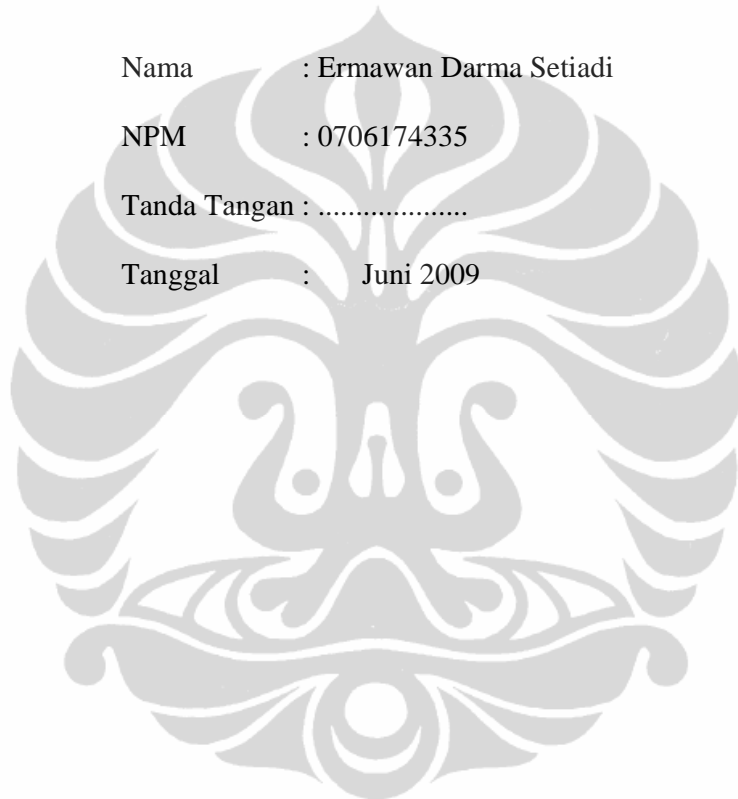 Nama : Ermawan Darma Setiadi
NPM : 0706174335
Tanda Tangan : ....................
Tanggal : Juni 2009